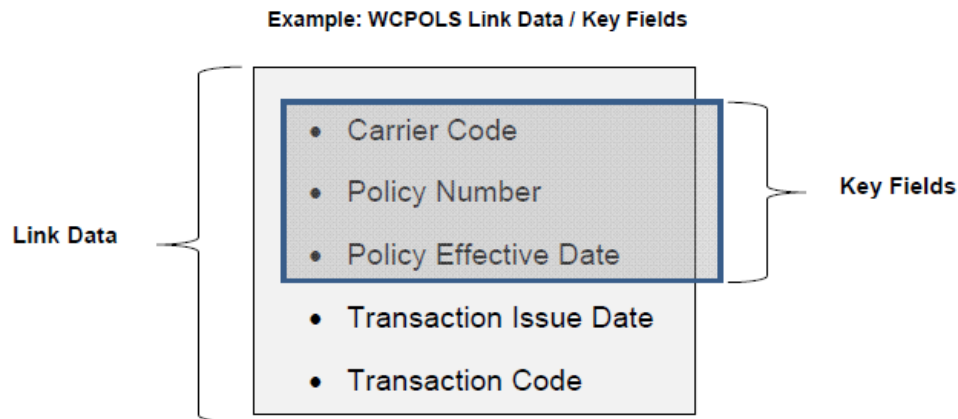 Example: WCPOLS Link Data / Key Fields
• Carrier Code
• Policy Number
Key Fields
Link Data
• Policy Effective Date
• Transaction Issue Date
• Transaction Code